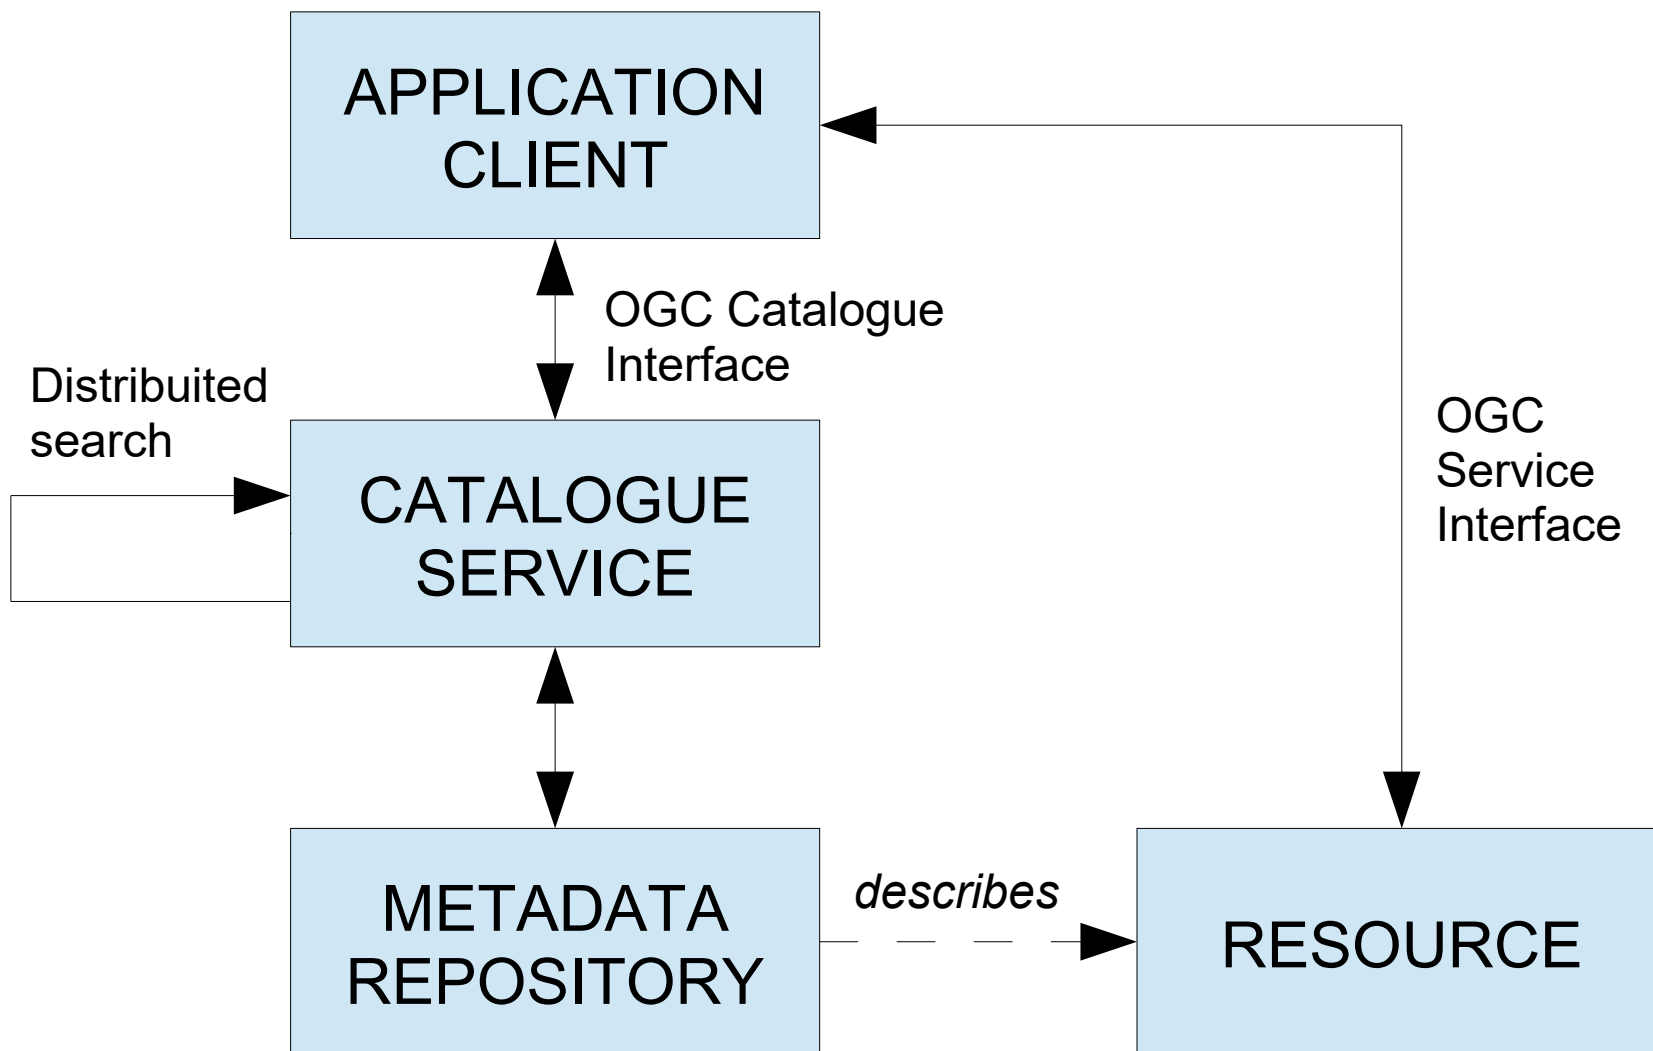 APPLICATION
CLIENT
OGC Catalogue
Interface
Distribuited
search
OGC
Service
Interface
CATALOGUE
SERVICE
describes
METADATA
REPOSITORY
RESOURCE